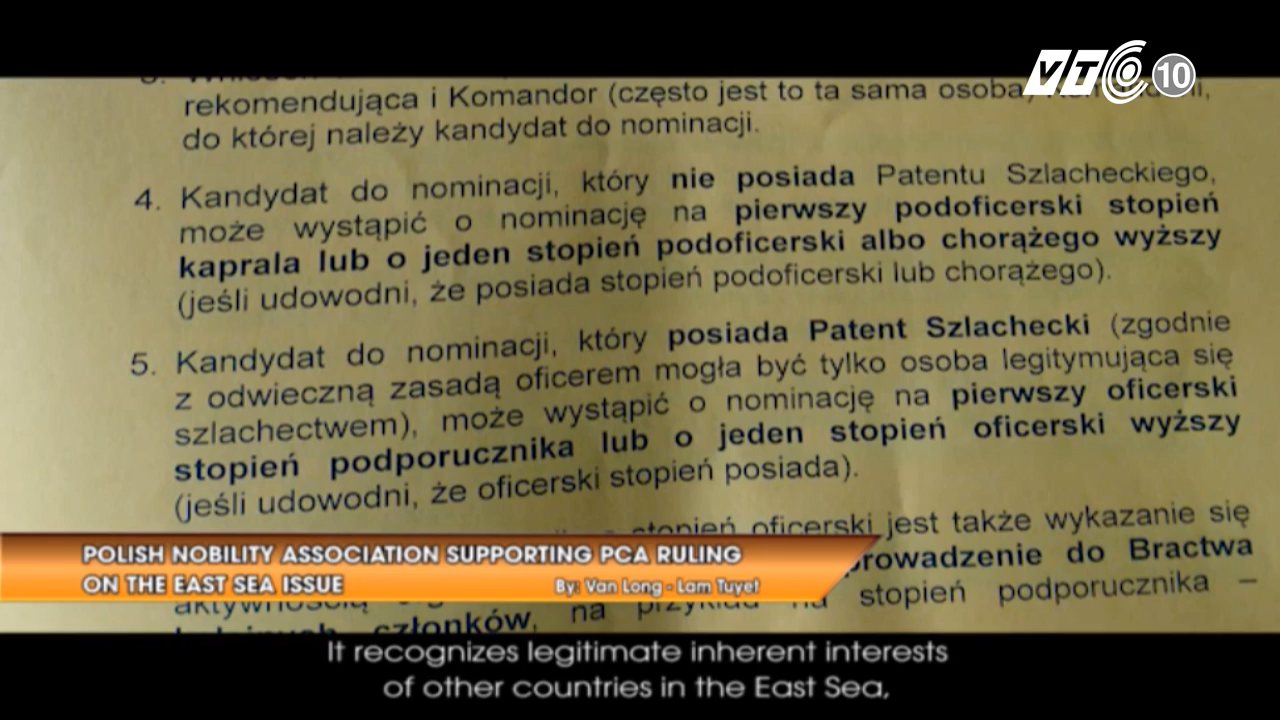 VTC 10
rekomendująca i Komandor (często jest to ta sama osoba)
do której należy kandydat do nominacji.
4. Kandydat do nominacji, który nie posiada Patentu Szlacheckiego,
może wystąpić o nominację na pierwszy podoficerski stopień
kaprala lub o jeden stopień podoficerski albo chorążego wyższy
(jeśli udowodni, że posiada stopień podoficerski lub chorążego).
5. Kandydat do nominacji, który posiada Patent Szlachecki (zgodnie
z odwieczną zasadą oficerem mogła być tylko osoba legitymująca się
szlachectwem), może wystąpić o nominację na pierwszy oficerski
stopień podporucznika lub o jeden stopień oficerski wyższy
(jeśli udowodni, że oficerski stopień posiada).
stopień oficerski jest także wykazanie się
do Bractwa
na stopień podporucznika –
członków,
POLISH NOBILITY ASSOCIATION SUPPORTING PCA RULING
ON THE EAST SEA ISSUE By: Van Long - Lam Tuyet
It recognizes legitimate inherent interests
of other countries in the East Sea,